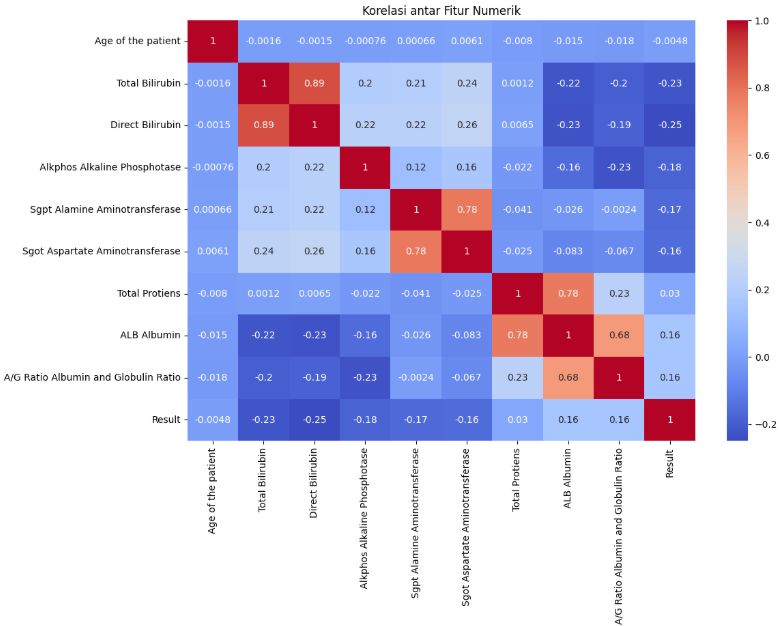 Korelasi antar Fitur Numerik
Age of the patient 1 -0.0016 -0.0015 -0.00076 0.00066 0.0061 -0.008 -0.015 -0.018 -0.0048
Total Bilirubin -0.0016 1 0.89 0.2 0.21 0.24 0.0012 -0.22 -0.2 -0.23
Direct Bilirubin -0.0015 0.89 1 0.22 0.22 0.26 0.0065 -0.23 -0.19 -0.25
Alkphos Alkaline Phosphotase -0.00076 0.2 0.22 1 0.12 0.16 -0.022 -0.16 -0.23 -0.18
Sgpt Alamine Aminotransferase 0.00066 0.21 0.22 0.12 1 0.78 -0.041 -0.026 -0.0024 -0.17
Sgot Aspartate Aminotransferase 0.0061 0.24 0.26 0.16 0.78 1 -0.025 -0.083 -0.067 -0.16
Total Protiens -0.008 0.0012 0.0065 -0.022 -0.041 -0.025 1 0.78 0.23 0.03
ALB Albumin -0.015 -0.22 -0.23 -0.16 -0.026 -0.083 0.78 1 0.68 0.16
A/G Ratio Albumin and Globulin Ratio -0.018 -0.2 -0.19 -0.23 -0.0024 -0.067 0.23 0.68 1 0.16
Result -0.0048 -0.23 -0.25 -0.18 -0.17 -0.16 0.03 0.16 0.16 1
Age of the patient
Total Bilirubin
Direct Bilirubin
Alkphos Alkaline Phosphotase
Sgpt Alamine Aminotransferase
Sgot Aspartate Aminotransferase
Total Protiens
ALB Albumin
A/G Ratio Albumin and Globulin Ratio
Result
1.0
0.8
0.6
0.4
0.2
0.0
−0.2